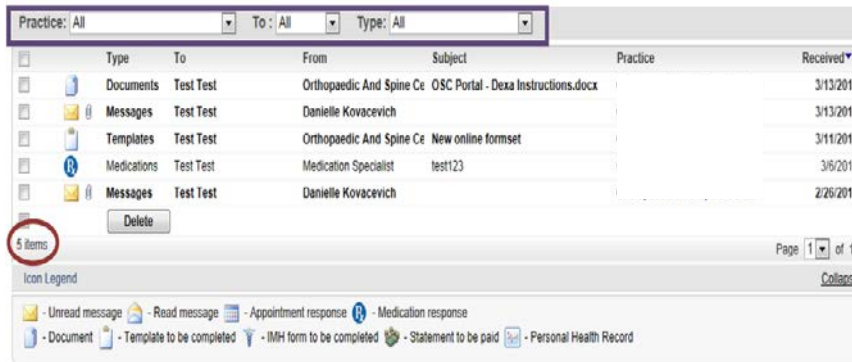 Practice: All To : All Type: All
Type To From Subject Practice Received
Documents Test Test Orthopaedic And Spine Ce OSC Portal - Dexa Instructions.docx 3/13/201
Messages Test Test Danielle Kovacevich 3/13/201
Templates Test Test Orthopaedic And Spine Ce New online formset 3/11/201
Medications Test Test Medication Specialist test123 3/6/201
Messages Test Test Danielle Kovacevich 2/26/201
Delete
5 items
Page 1 of 1
Icon Legend Collaps
- Unread message - Read message - Appointment response - Medication response
- Document - Template to be completed - IMH form to be completed - Statement to be paid - Personal Health Record